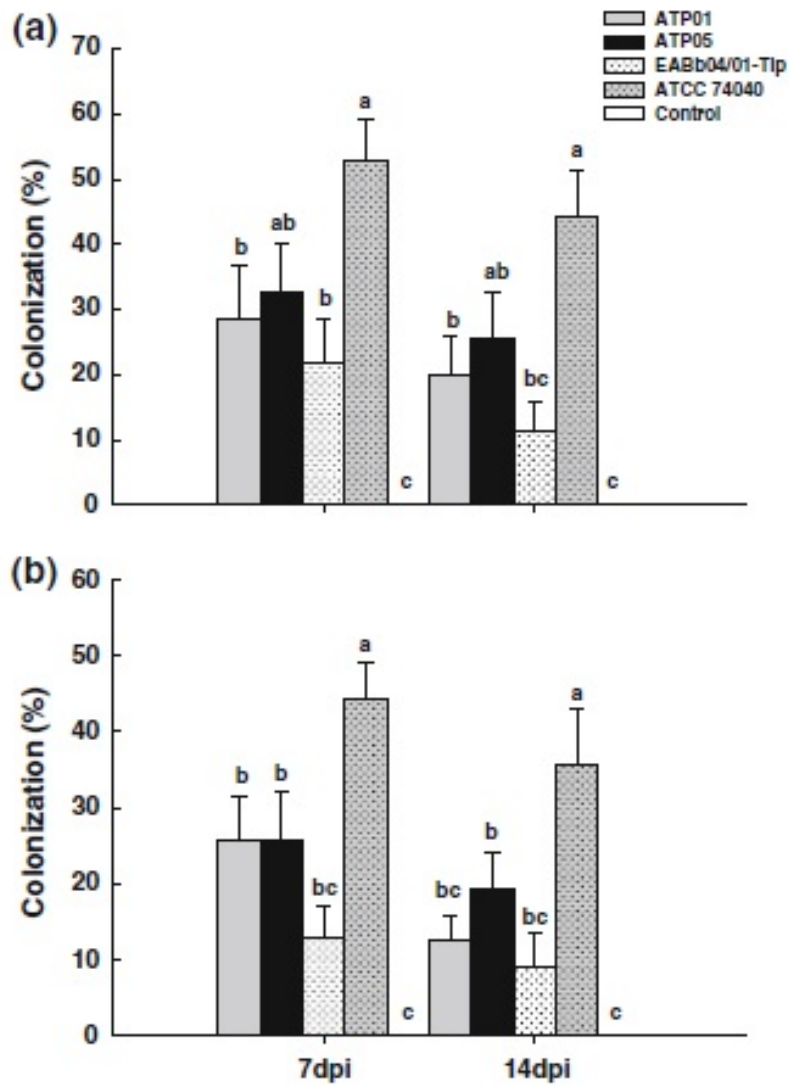 (a)
ATP01
ATP05
EABb04/01-Tip
ATCC 74040
Control
70
60
50
40
30
20
10
0
Colonization (%)
b
ab
b
a
c
b
ab
bc
a
c
(b)
60
50
40
30
20
10
0
Colonization (%)
b
b
bc
a
c
bc
b
bc
a
c
7dpi
14dpi